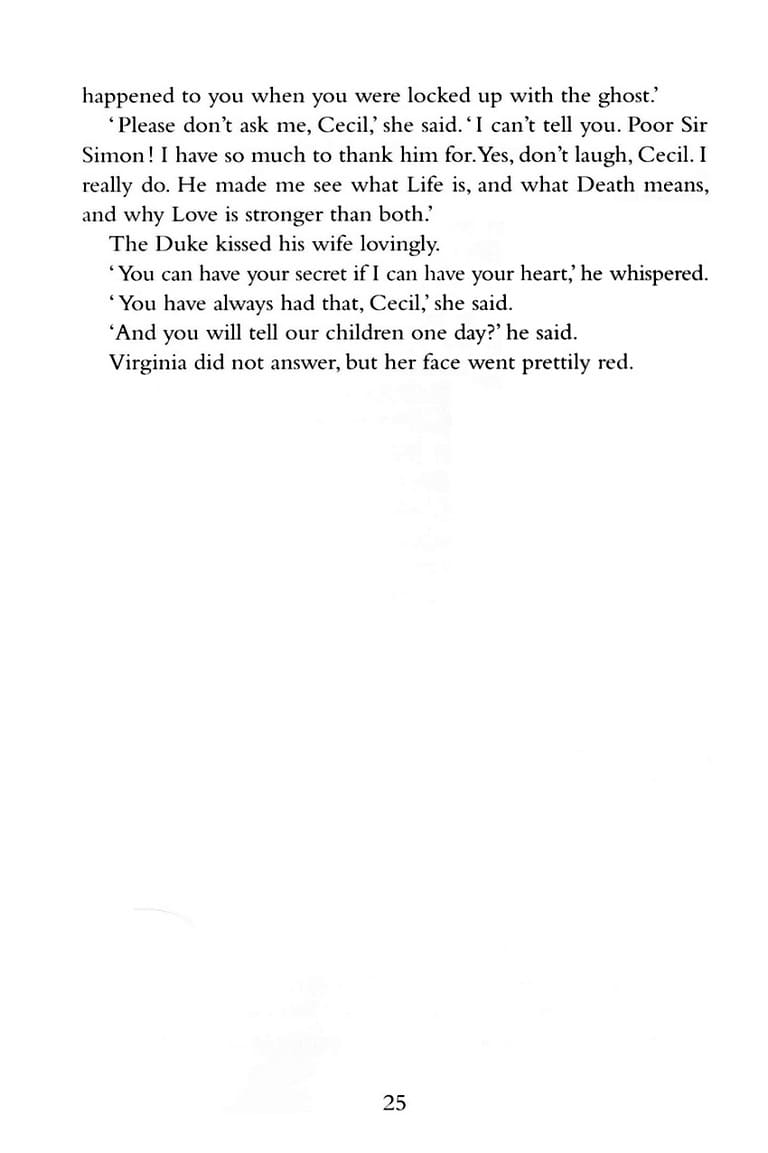 happened to you when you were locked up with the ghost.’
‘Please don’t ask me, Cecil,’ she said. ‘I can’t tell you. Poor Sir
Simon! I have so much to thank him for. Yes, don’t laugh, Cecil. I
really do. He made me see what Life is, and what Death means,
and why Love is stronger than both.’
The Duke kissed his wife lovingly.
‘You can have your secret if I can have your heart,’ he whispered.
‘You have always had that, Cecil,’ she said.
‘And you will tell our children one day?’ he said.
Virginia did not answer, but her face went prettily red.
25